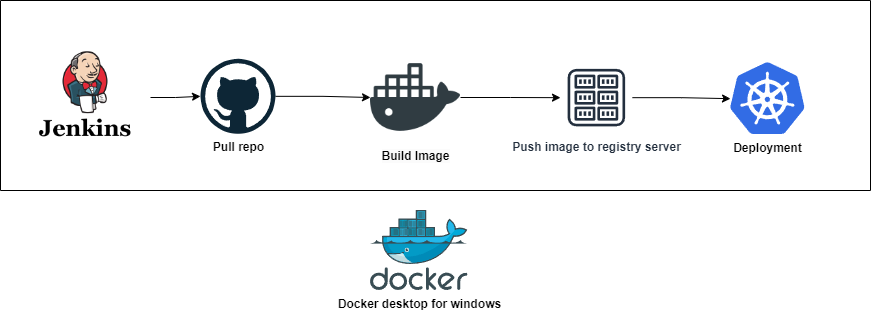 Jenkins
Pull repo
Build Image
Push image to registry server
Deployment
docker
Docker desktop for windows